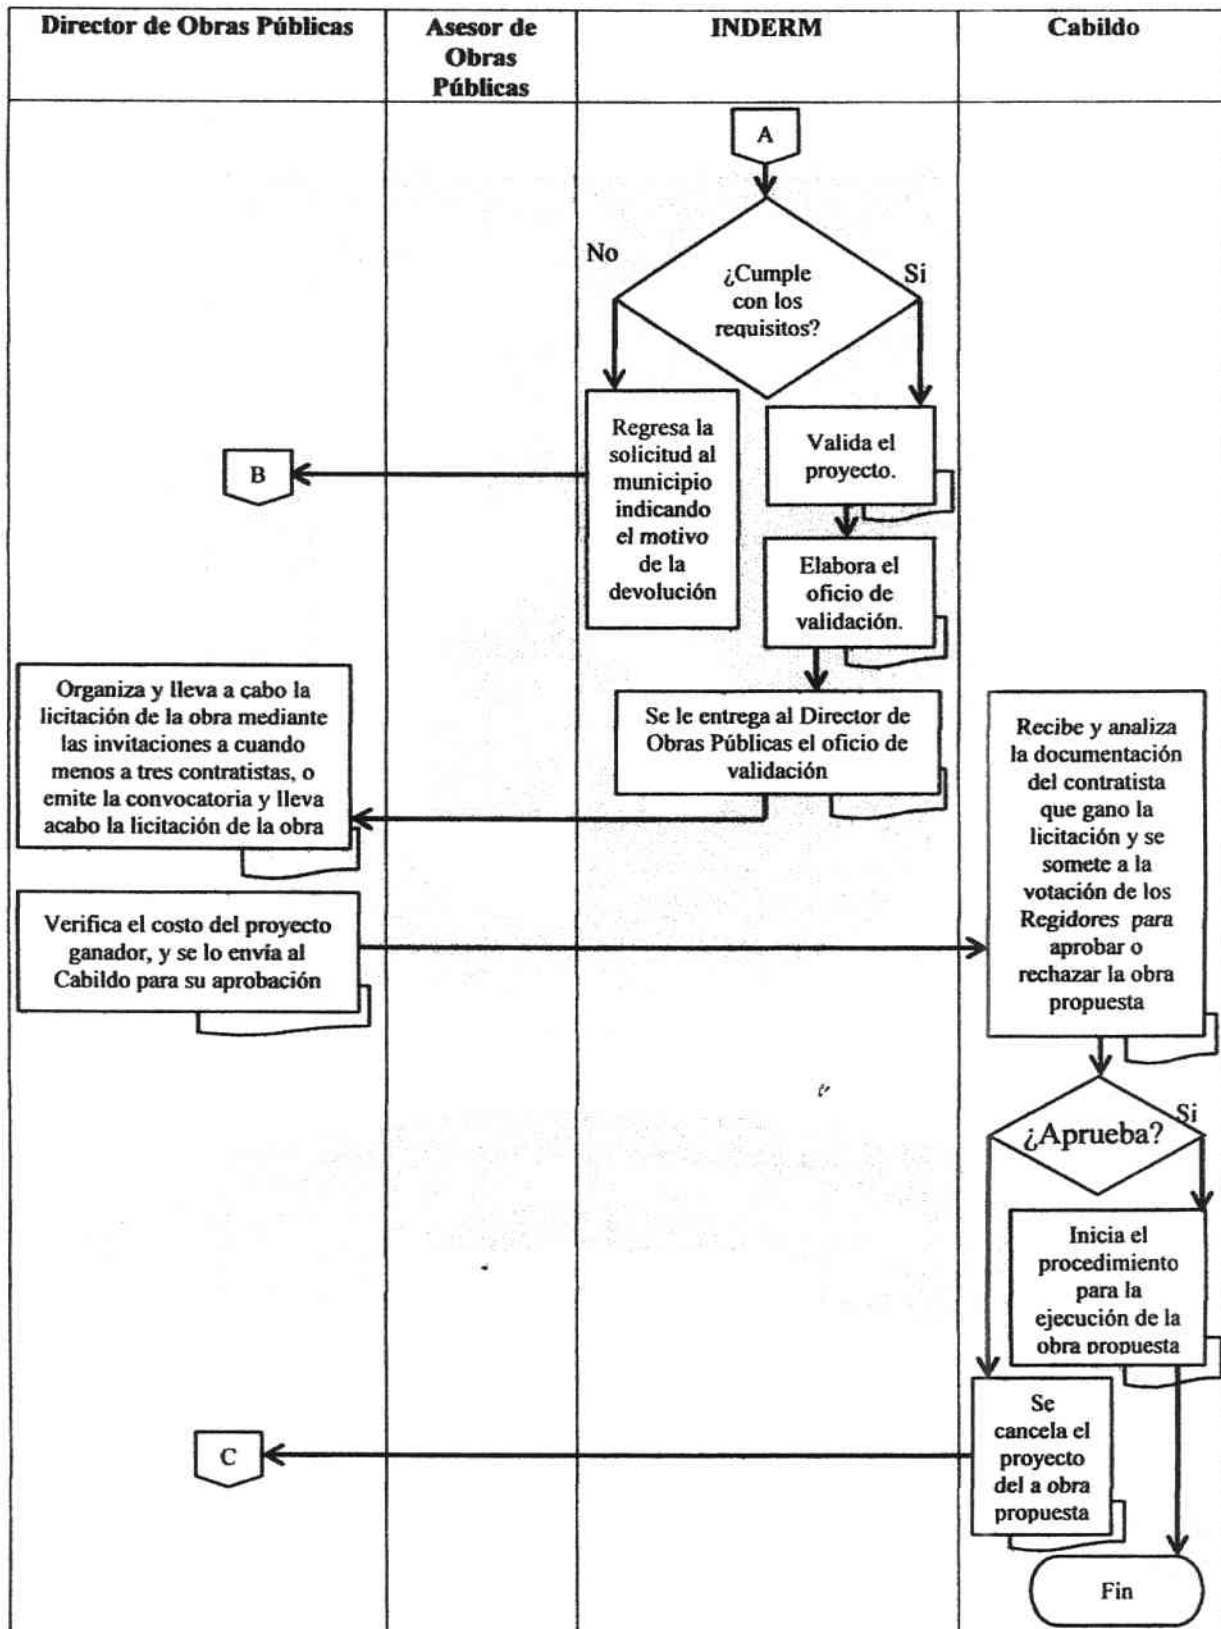 Director de Obras Públicas
Asesor de
Obras
Públicas
INDERM
Cabildo
A
No
Si
¿Cumple
con los
requisitos?
Regresa la
solicitud al
municipio
indicando
el motivo
de la
devolución
Valida el
proyecto.
B
Elabora el
oficio de
validación.
Se le entrega al Director de
Obras Públicas el oficio de
validación
Organiza y lleva a cabo la
licitación de la obra mediante
las invitaciones a cuando
menos a tres contratistas, o
emite la convocatoria y lleva
acabo la licitación de la obra
Verifica el costo del proyecto
ganador, y se lo envía al
Cabildo para su aprobación
Recibe y analiza
la documentación
del contratista
que gano la
licitación y se
somete a la
votación de los
Regidores para
aprobar o
rechazar la obra
propuesta
¿Aprueba?
Si
Inicia el
procedimiento
para la
ejecución de la
obra propuesta
Se
cancela el
proyecto
del a obra
propuesta
C
Fin